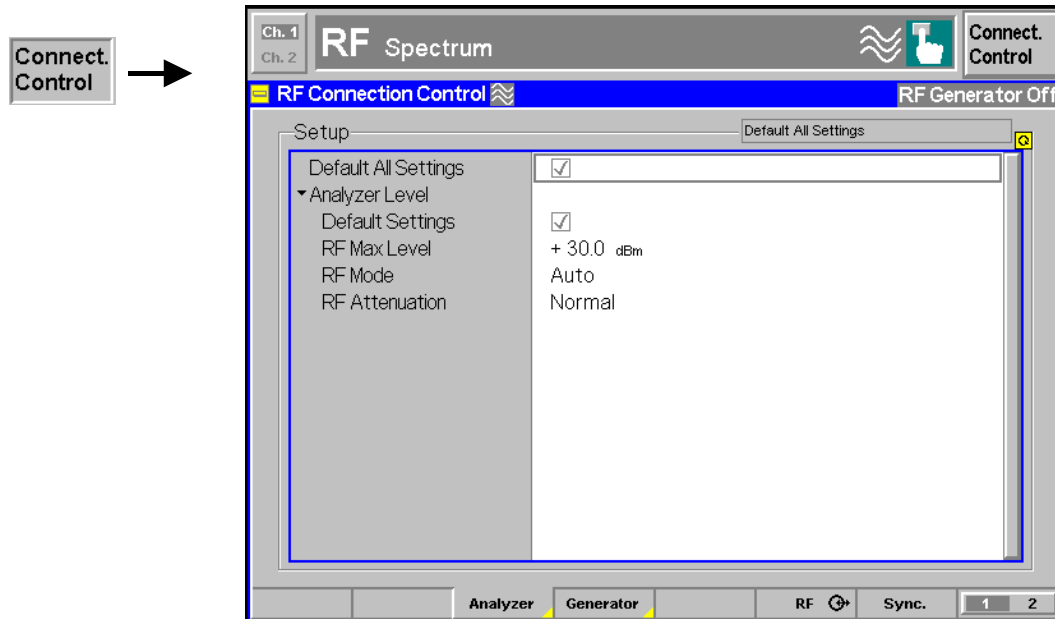 Connect.
Control
Ch. 1
Ch. 2
RF Spectrum
Connect.
Control
RF Connection Control
RF Generator Off
Setup
Default All Settings
Default All Settings
Analyzer Level
Default Settings
RF Max Level + 30.0 dBm
RF Mode Auto
RF Attenuation Normal
Analyzer Generator RF Sync. 1 2